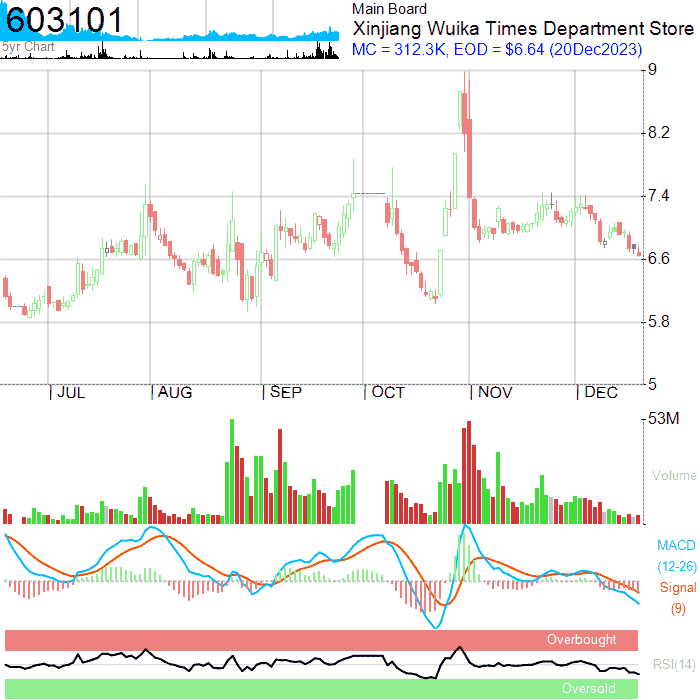 603101
5yr Chart
Main Board
Xinjiang Wuika Times Department Store
MC = 312.3K, EOD = $6.64 (20Dec2023)
9
8.2
7.4
6.6
5.8
5
JUL AUG SEP OCT NOV DEC
53M
Volume
MACD
(12-26)
Signal
(9)
Overbought
RSI(14)
Oversold